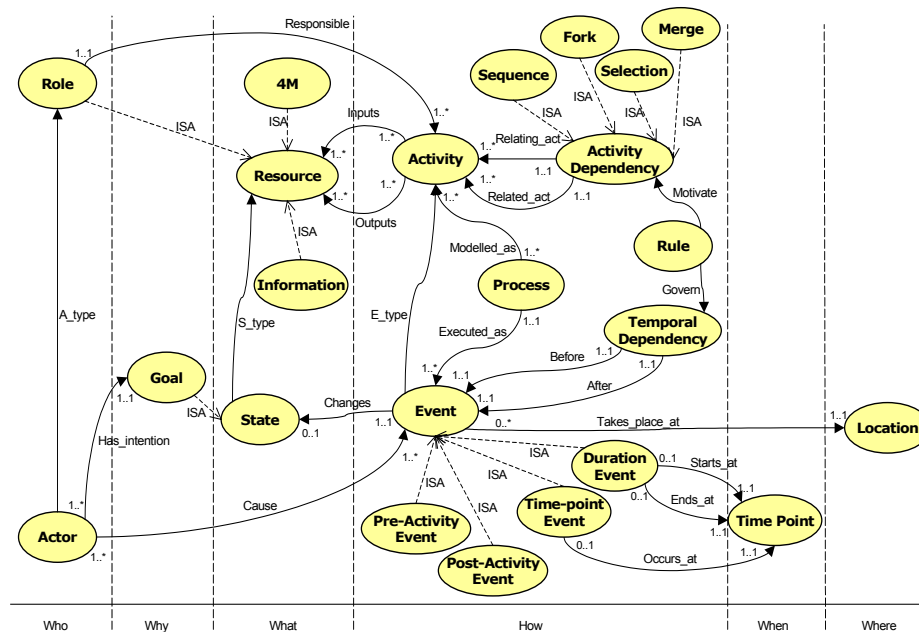 Responsible
Merge
Fork
1..1
Sequence
Selection
Role
4M
ISA
ISA
ISA
ISA
ISA
ISA
Inputs
1..*
1..*
Relating_act
1..*
1..*
Activity
Activity
Dependency
1..1
Resource
1..*
1..*
1..*
1..*
Related_act
1..1
Motivate
Outputs
ISA
Modelled_as
Rule
1..*
Information
Process
Govern
1..1
A_type
S_type
E_type
Executed_as
Temporal
Dependency
Before
1..1
1..1
Goal
1..*
1..1
After
1..1
ISA
1..1
State
Changes
Event
0..1
1..1
0..*
Takes_place_at
1..1
Location
Has_intention
1..*
ISA
Duration
Event
0..1
Starts_at
ISA
ISA
ISA
0..1
Ends_at
1..1
1..*
Cause
Pre-Activity
Event
Time-point
Event
1..1
Time Point
Actor
1..*
0..1
Occurs_at
1..1
Post-Activity
Event
Who
Why
What
How
When
Where